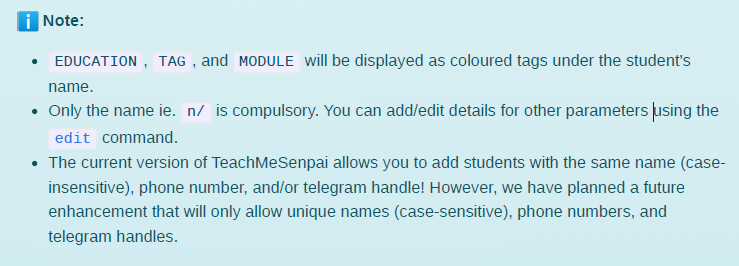 ℹ️ Note:
• EDUCATION, TAG, and MODULE will be displayed as coloured tags under the student's
name.
• Only the name ie. n/ is compulsory. You can add/edit details for other parameters using the
edit command.
• The current version of TeachMeSenpai allows you to add students with the same name (case-
insensitive), phone number, and/or telegram handle! However, we have planned a future
enhancement that will only allow unique names (case-sensitive), phone numbers, and
telegram handles.